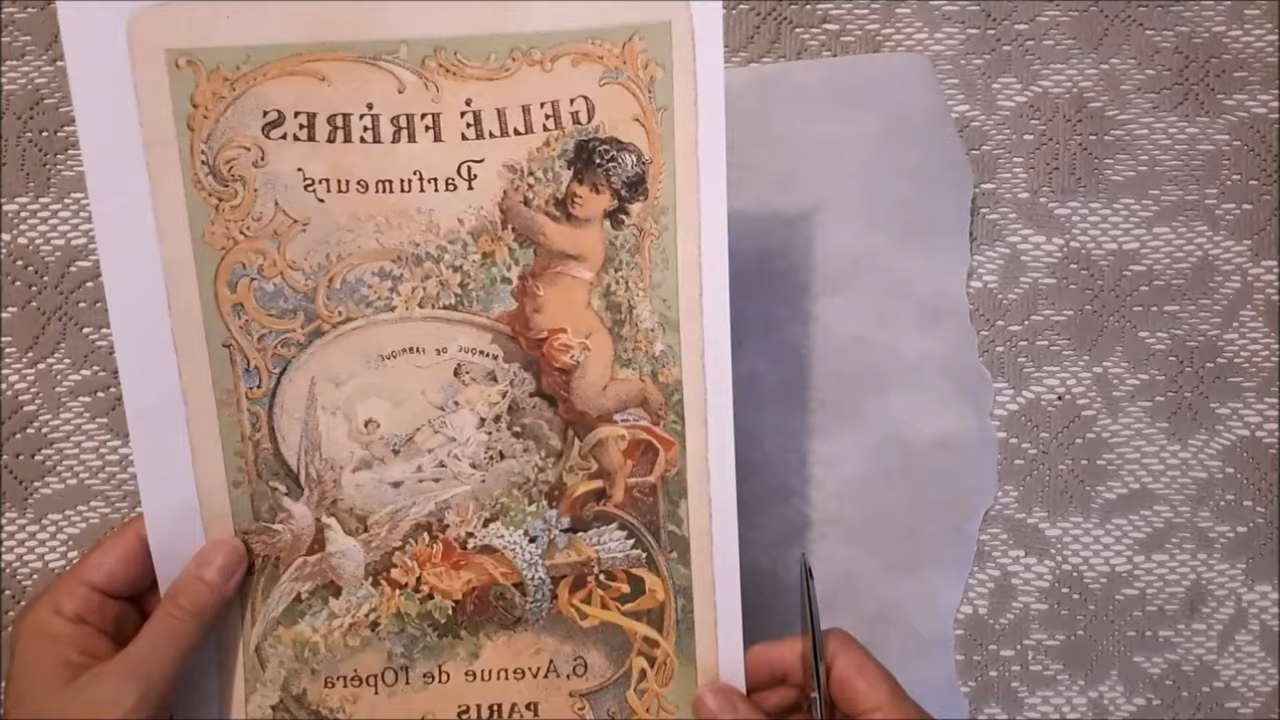 GELLÉ FRÈRES
Parfumeurs
MARQUE DE FABRIQUE
6, Avenue de l'Opéra
PARIS